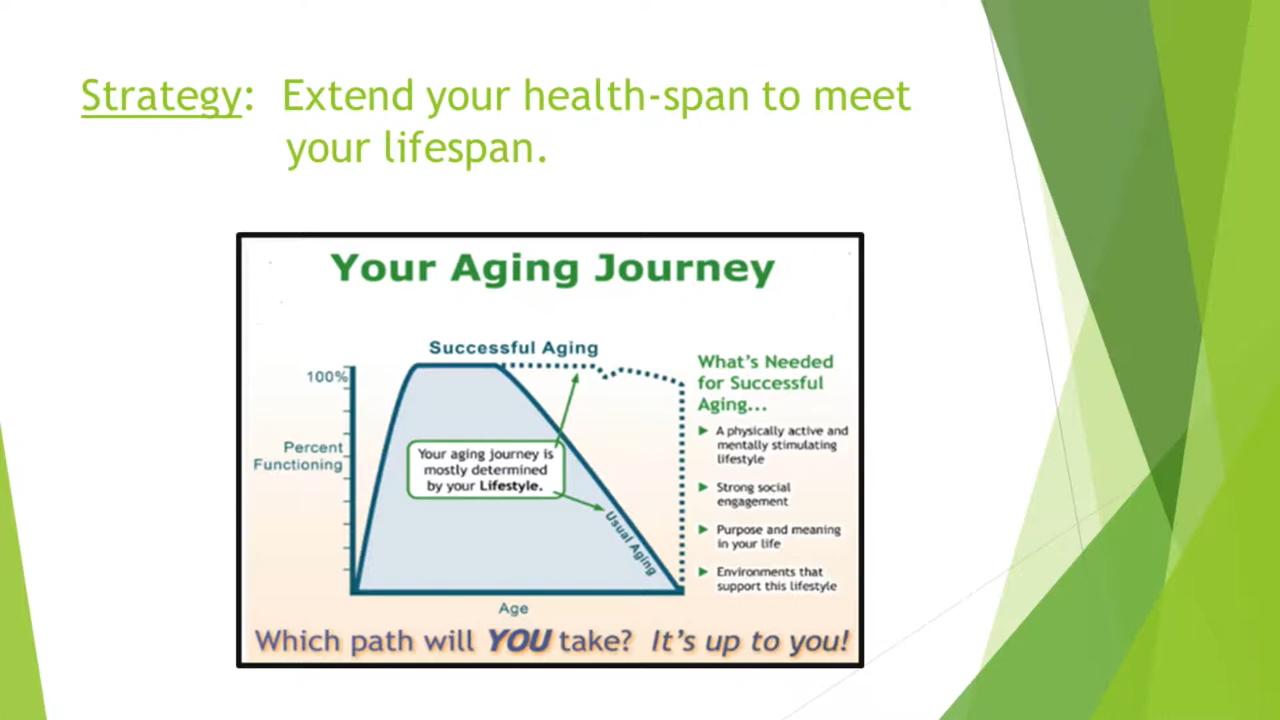 Strategy: Extend your health-span to meet
your lifespan.
Your Aging Journey
Successful Aging
100%
Percent
Functioning
Your aging journey is
mostly determined
by your Lifestyle.
Usual Aging
Age
What's Needed
for Successful
Aging...
A physically active and
mentally stimulating
lifestyle
Strong social
engagement
Purpose and meaning
in your life
Environments that
support this lifestyle
Which path will YOU take? It's up to you!